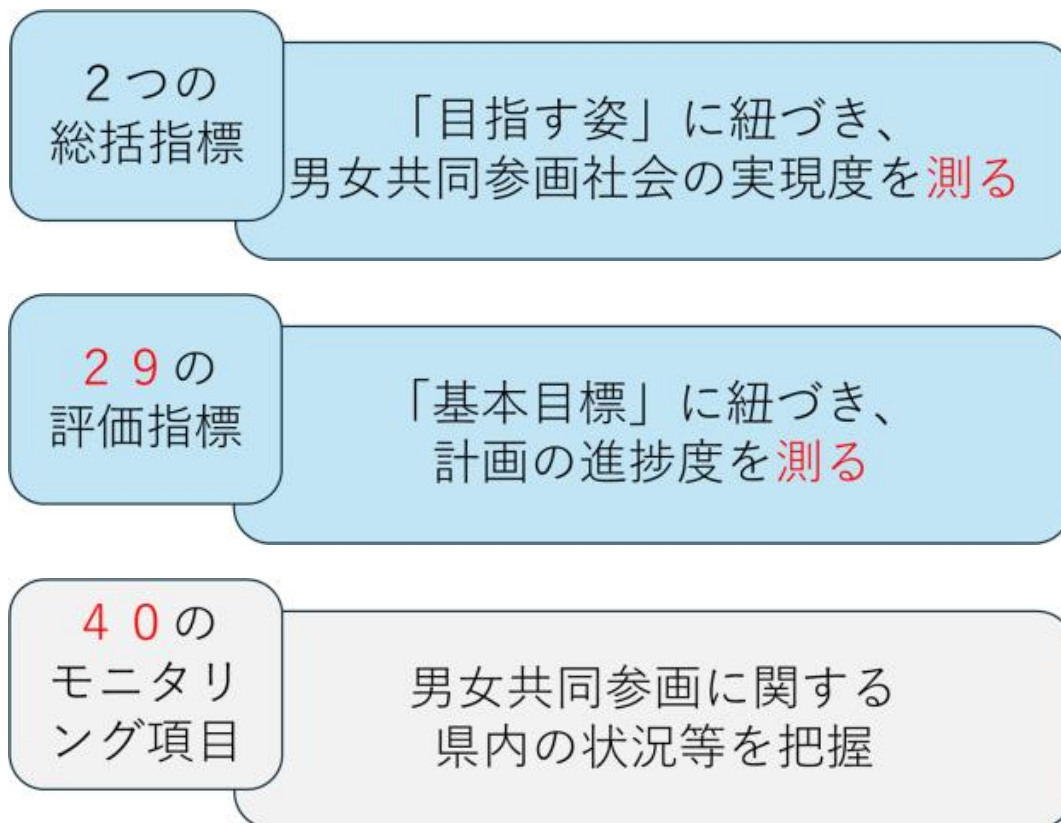 ２つの
総括指標
「目指す姿」に紐づき、
男女共同参画社会の実現度を測る
２９の
評価指標
「基本目標」に紐づき、
計画の進捗度を測る
４０の
モニタリ
ング項目
男女共同参画に関する
県内の状況等を把握